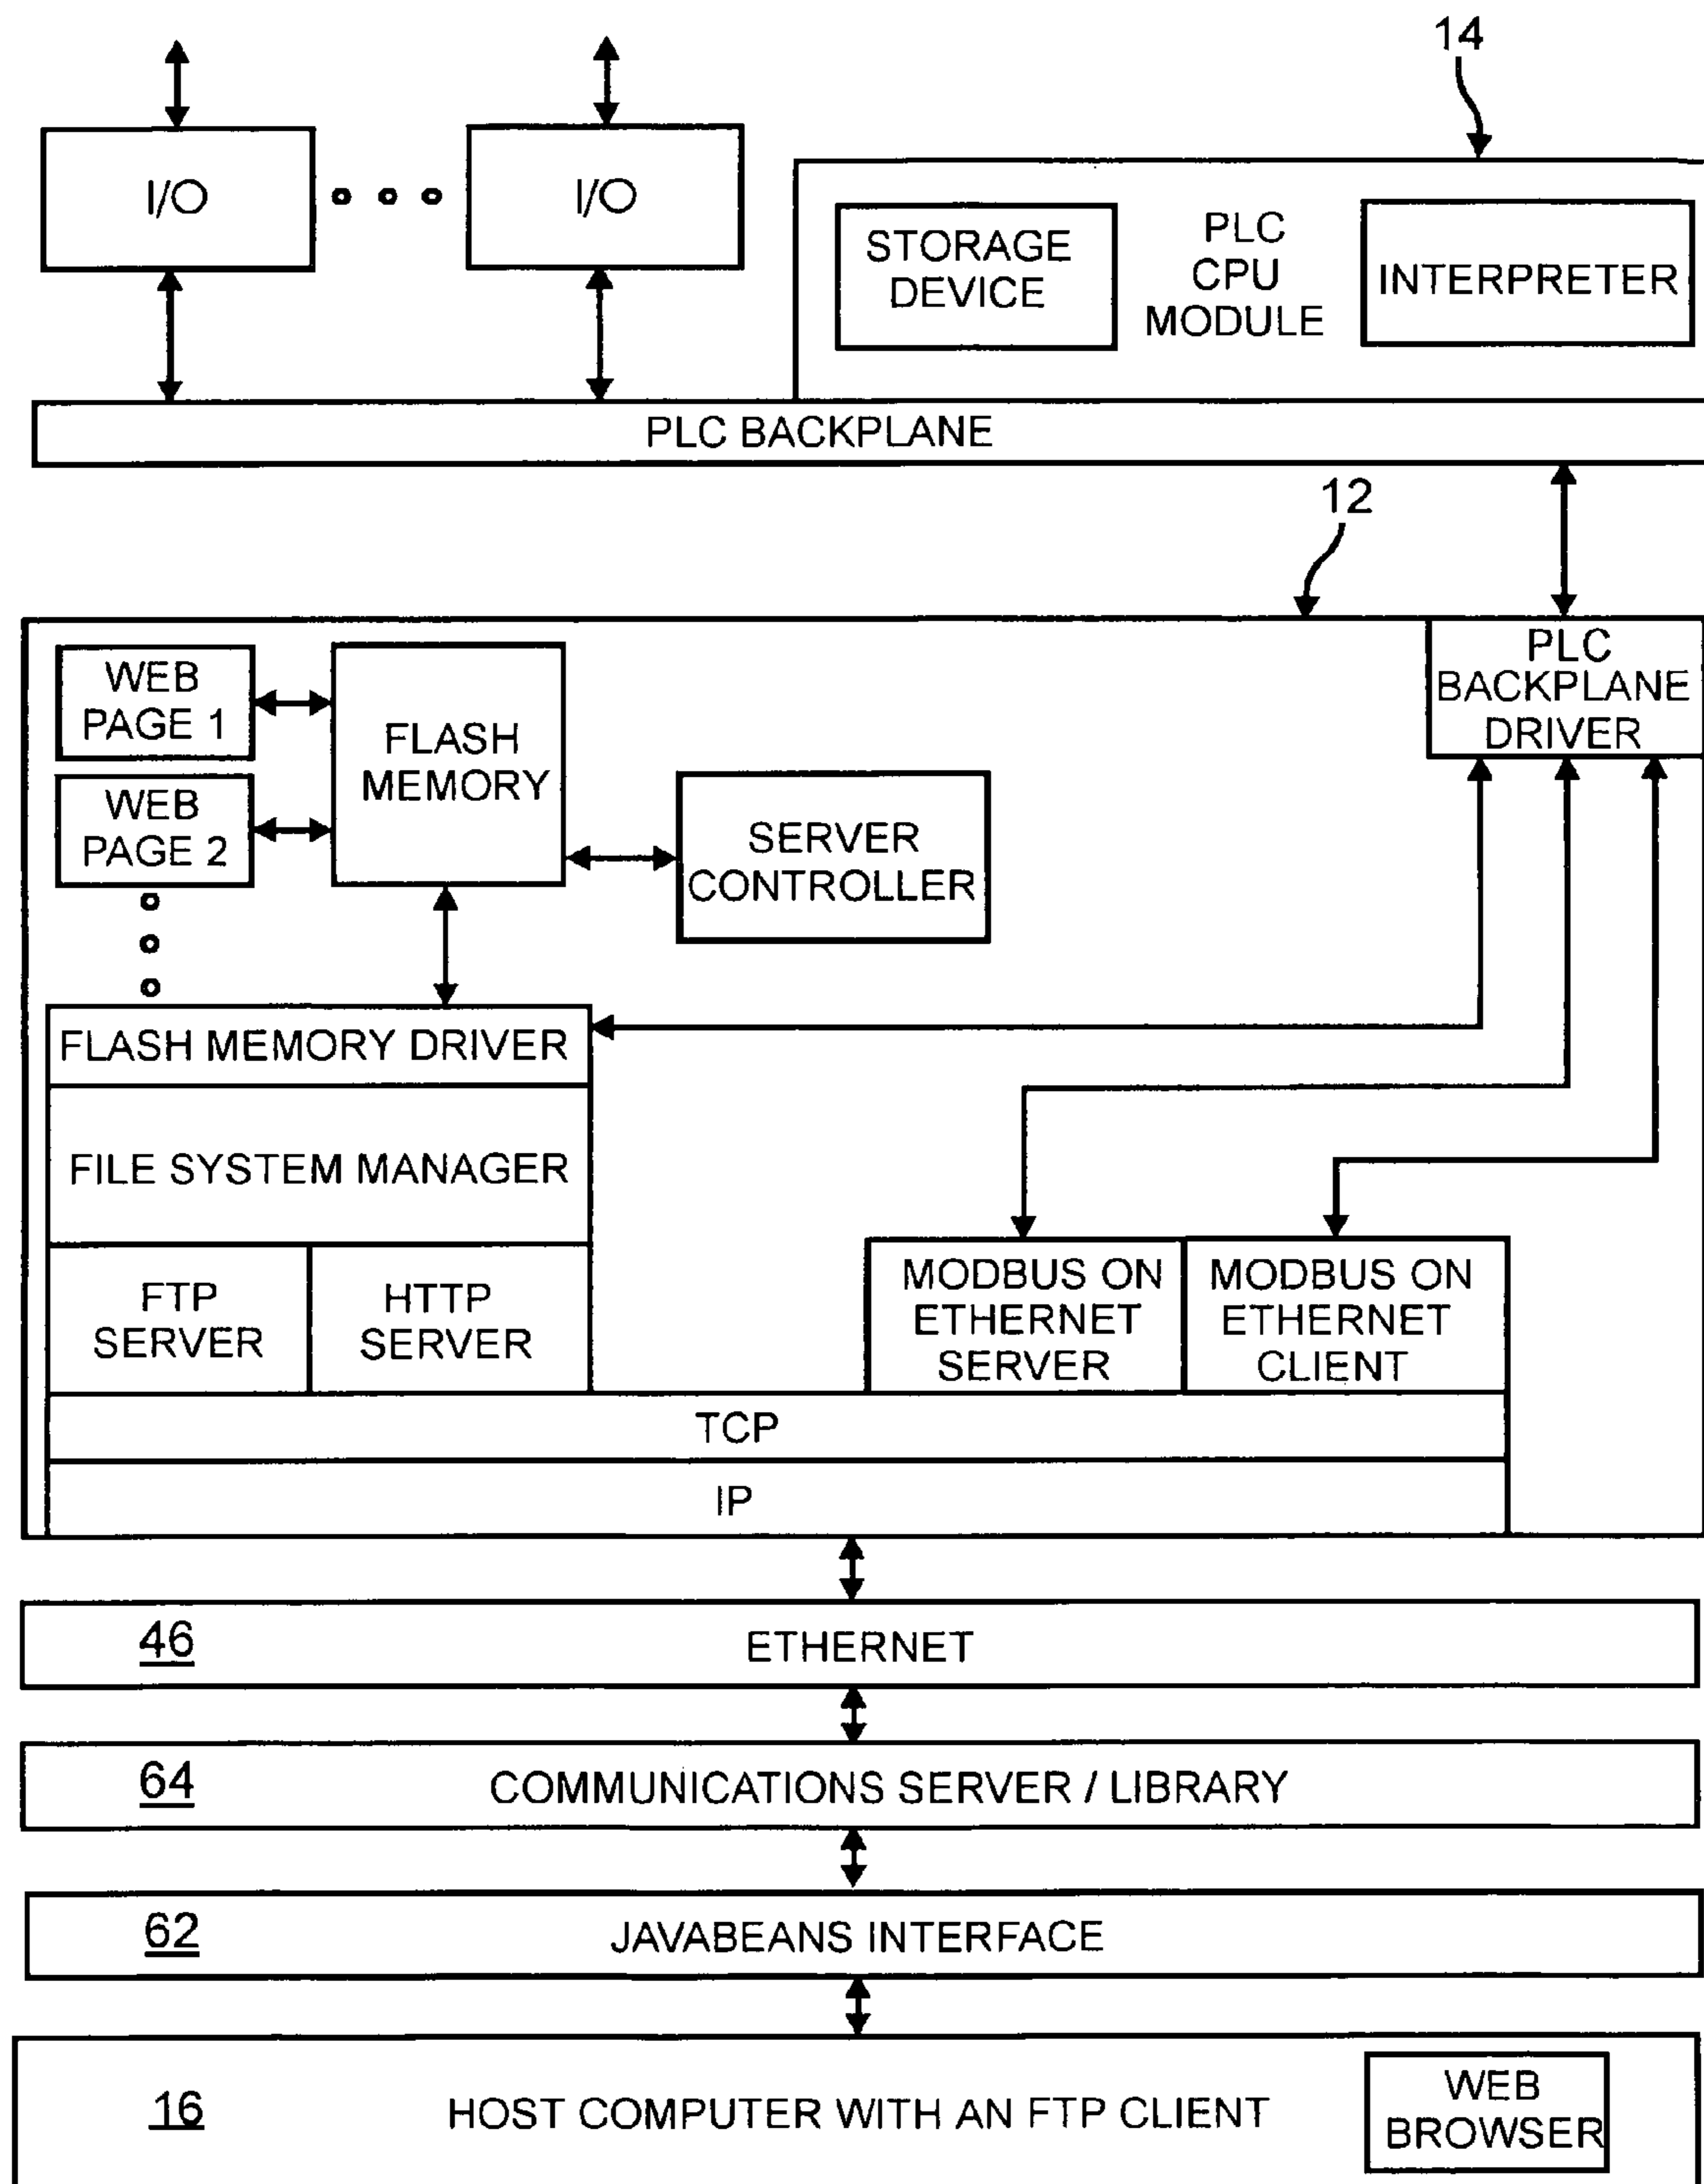 14
I/O
I/O
STORAGE
DEVICE
PLC
CPU
MODULE
INTERPRETER
PLC BACKPLANE
12
WEB
PAGE 1
FLASH
MEMORY
PLC
BACKPLANE
DRIVER
WEB
PAGE 2
SERVER
CONTROLLER
FLASH MEMORY DRIVER
FILE SYSTEM MANAGER
FTP
SERVER
HTTP
SERVER
MODBUS ON
ETHERNET
SERVER
MODBUS ON
ETHERNET
CLIENT
TCP
IP
46 ETHERNET
64 COMMUNICATIONS SERVER / LIBRARY
62 JAVABEANS INTERFACE
16 HOST COMPUTER WITH AN FTP CLIENT
WEB
BROWSER